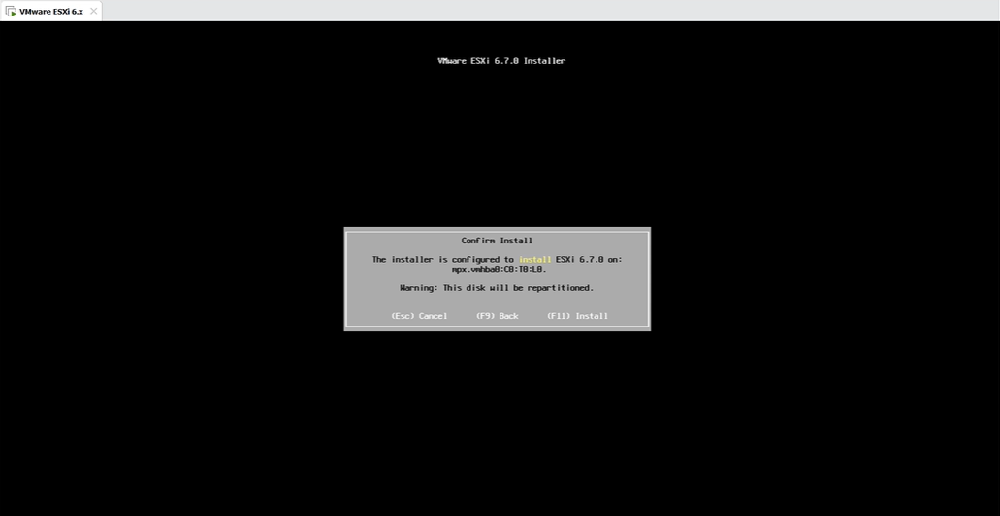 VMware ESXi 6.x
VMware ESXi 6.7.0 Installer
Confirm Install
The installer is configured to install ESXi 6.7.0 on:
mpx.vmhba0:C0:T0:L0.
Warning: This disk will be repartitioned.
(Esc) Cancel (F9) Back (F11) Install